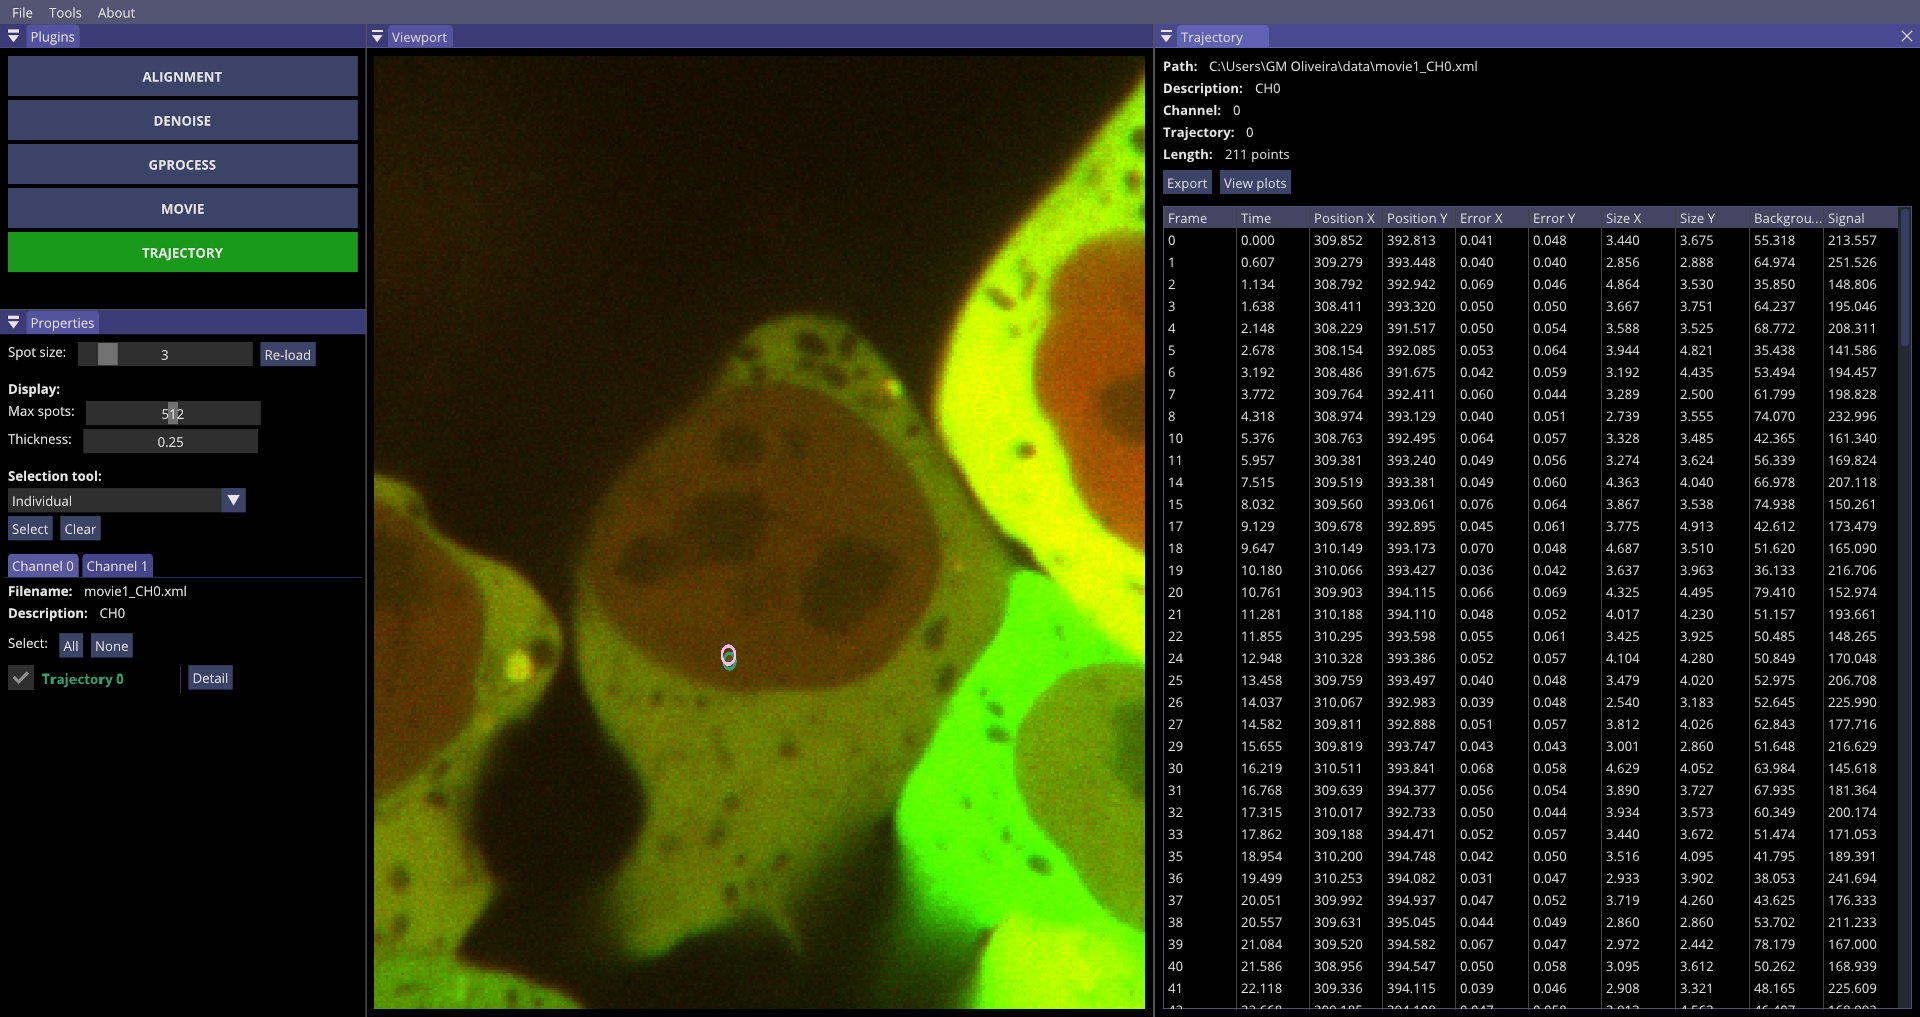 File Tools About
Plugins
ALIGNMENT
DENOISE
GPROCESS
MOVIE
TRAJECTORY
Properties
Spot size: 3 Re-load
Display:
Max spots: 512
Thickness: 0.25
Selection tool:
Individual
Select Clear
Channel 0 Channel 1
Filename: movie1_CH0.xml
Description: CH0
Select: All None
Trajectory 0 Detail
Viewport
Trajectory
Path: C:\Users\GM Oliveira\data\movie1_CH0.xml
Description: CH0
Channel: 0
Trajectory: 0
Length: 211 points
Export View plots
Frame Time Position X Position Y Error X Error Y Size X Size Y Backgrou... Signal
0 0.000 309.852 392.813 0.041 0.048 3.440 3.675 55.318 213.557
1 0.607 309.279 393.448 0.040 0.040 2.856 2.888 64.974 251.526
2 1.134 308.792 392.942 0.069 0.046 4.864 3.530 35.850 148.806
3 1.638 308.411 393.320 0.050 0.050 3.667 3.751 64.237 195.046
4 2.148 308.229 391.517 0.050 0.054 3.588 3.525 68.772 208.311
5 2.678 308.154 392.085 0.053 0.064 3.944 4.821 35.438 141.586
6 3.192 308.486 391.675 0.042 0.059 3.192 4.435 53.494 194.457
7 3.772 309.764 392.411 0.060 0.044 3.289 2.500 61.799 198.828
8 4.318 308.974 393.129 0.040 0.051 2.739 3.555 74.070 232.996
10 5.376 308.763 392.495 0.064 0.057 3.328 3.485 42.365 161.340
11 5.957 309.381 393.240 0.049 0.056 3.274 3.624 56.339 169.824
14 7.515 309.519 393.381 0.049 0.060 4.363 4.040 66.978 207.118
15 8.032 309.560 393.061 0.076 0.064 3.867 3.538 74.938 150.261
17 9.129 309.678 392.895 0.045 0.061 3.775 4.913 42.612 173.479
18 9.647 310.149 393.173 0.070 0.048 4.687 3.510 51.620 165.090
19 10.180 310.066 393.427 0.036 0.042 3.637 3.963 36.133 216.706
20 10.761 309.903 394.115 0.066 0.069 4.325 4.495 79.410 152.974
21 11.281 310.188 394.110 0.048 0.052 4.017 4.230 51.157 193.661
22 11.855 310.295 393.598 0.055 0.061 3.425 3.925 50.485 148.265
24 12.948 310.328 393.386 0.052 0.057 4.104 4.280 50.849 170.048
25 13.458 309.759 393.497 0.040 0.048 3.479 4.020 52.975 206.708
26 14.037 310.067 392.983 0.039 0.048 2.540 3.183 52.645 225.990
27 14.582 309.811 392.888 0.051 0.057 3.812 4.026 62.843 177.716
29 15.655 309.819 393.747 0.043 0.043 3.001 2.860 51.648 216.629
30 16.219 310.511 393.841 0.068 0.058 4.629 4.052 63.984 145.618
31 16.768 309.639 394.377 0.056 0.054 3.890 3.727 67.935 181.364
32 17.315 310.017 392.733 0.050 0.044 3.934 3.573 60.349 200.174
33 17.862 309.188 394.471 0.052 0.057 3.440 3.672 51.474 171.053
35 18.954 310.200 394.748 0.042 0.050 3.516 4.095 41.795 189.391
36 19.499 310.253 394.082 0.031 0.047 2.933 3.902 38.053 241.694
37 20.051 309.992 394.937 0.047 0.052 3.719 4.260 43.625 176.333
38 20.557 309.631 395.045 0.044 0.049 2.860 2.860 53.702 211.233
39 21.084 309.520 394.582 0.067 0.047 2.972 2.442 78.179 167.000
40 21.586 308.956 394.547 0.050 0.058 3.095 3.612 50.262 168.939
41 22.118 309.336 394.115 0.039 0.046 2.908 3.321 48.165 225.609